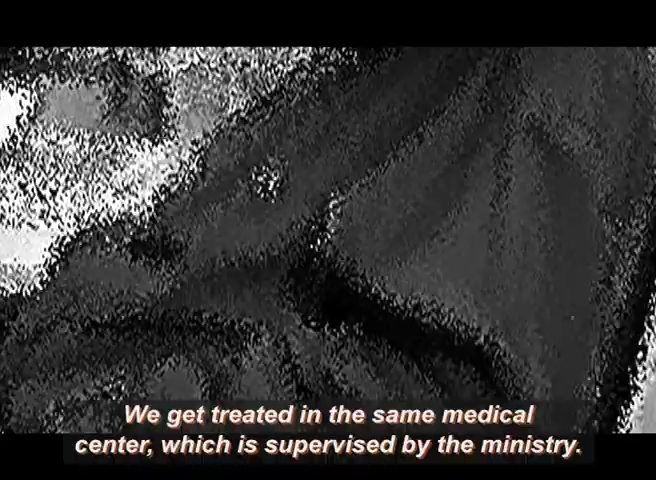 We get treated in the same medical
center, which is supervised by the ministry.